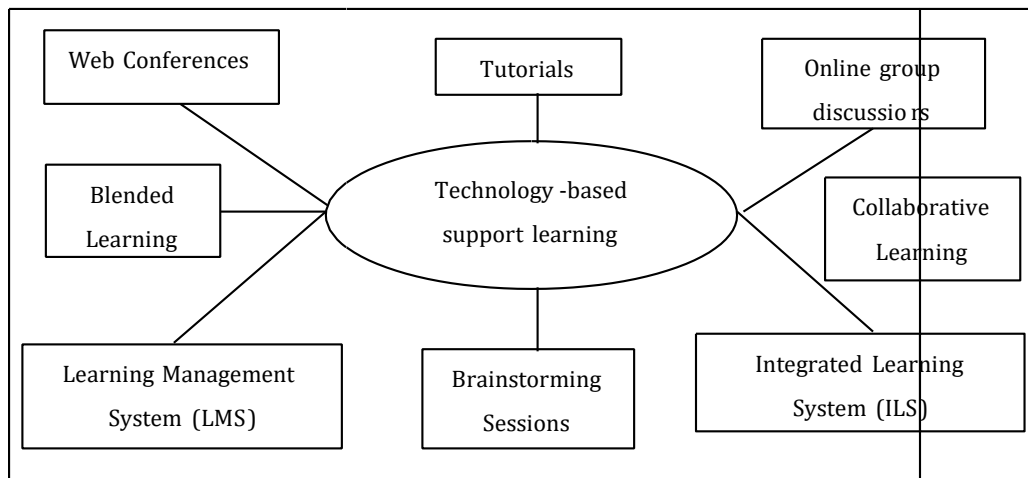 Web Conferences
Tutorials
Online group
discussions
Blended
Learning
Technology -based
support learning
Collaborative
Learning
Learning Management
System (LMS)
Brainstorming
Sessions
Integrated Learning
System (ILS)